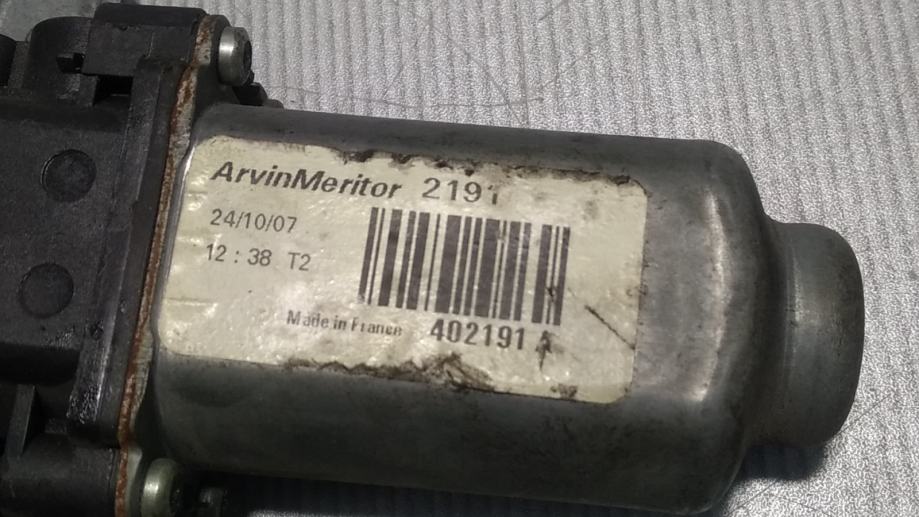 ArvinMeritor 2191
24/10/07
12:38 T2
Made in France 402191 A